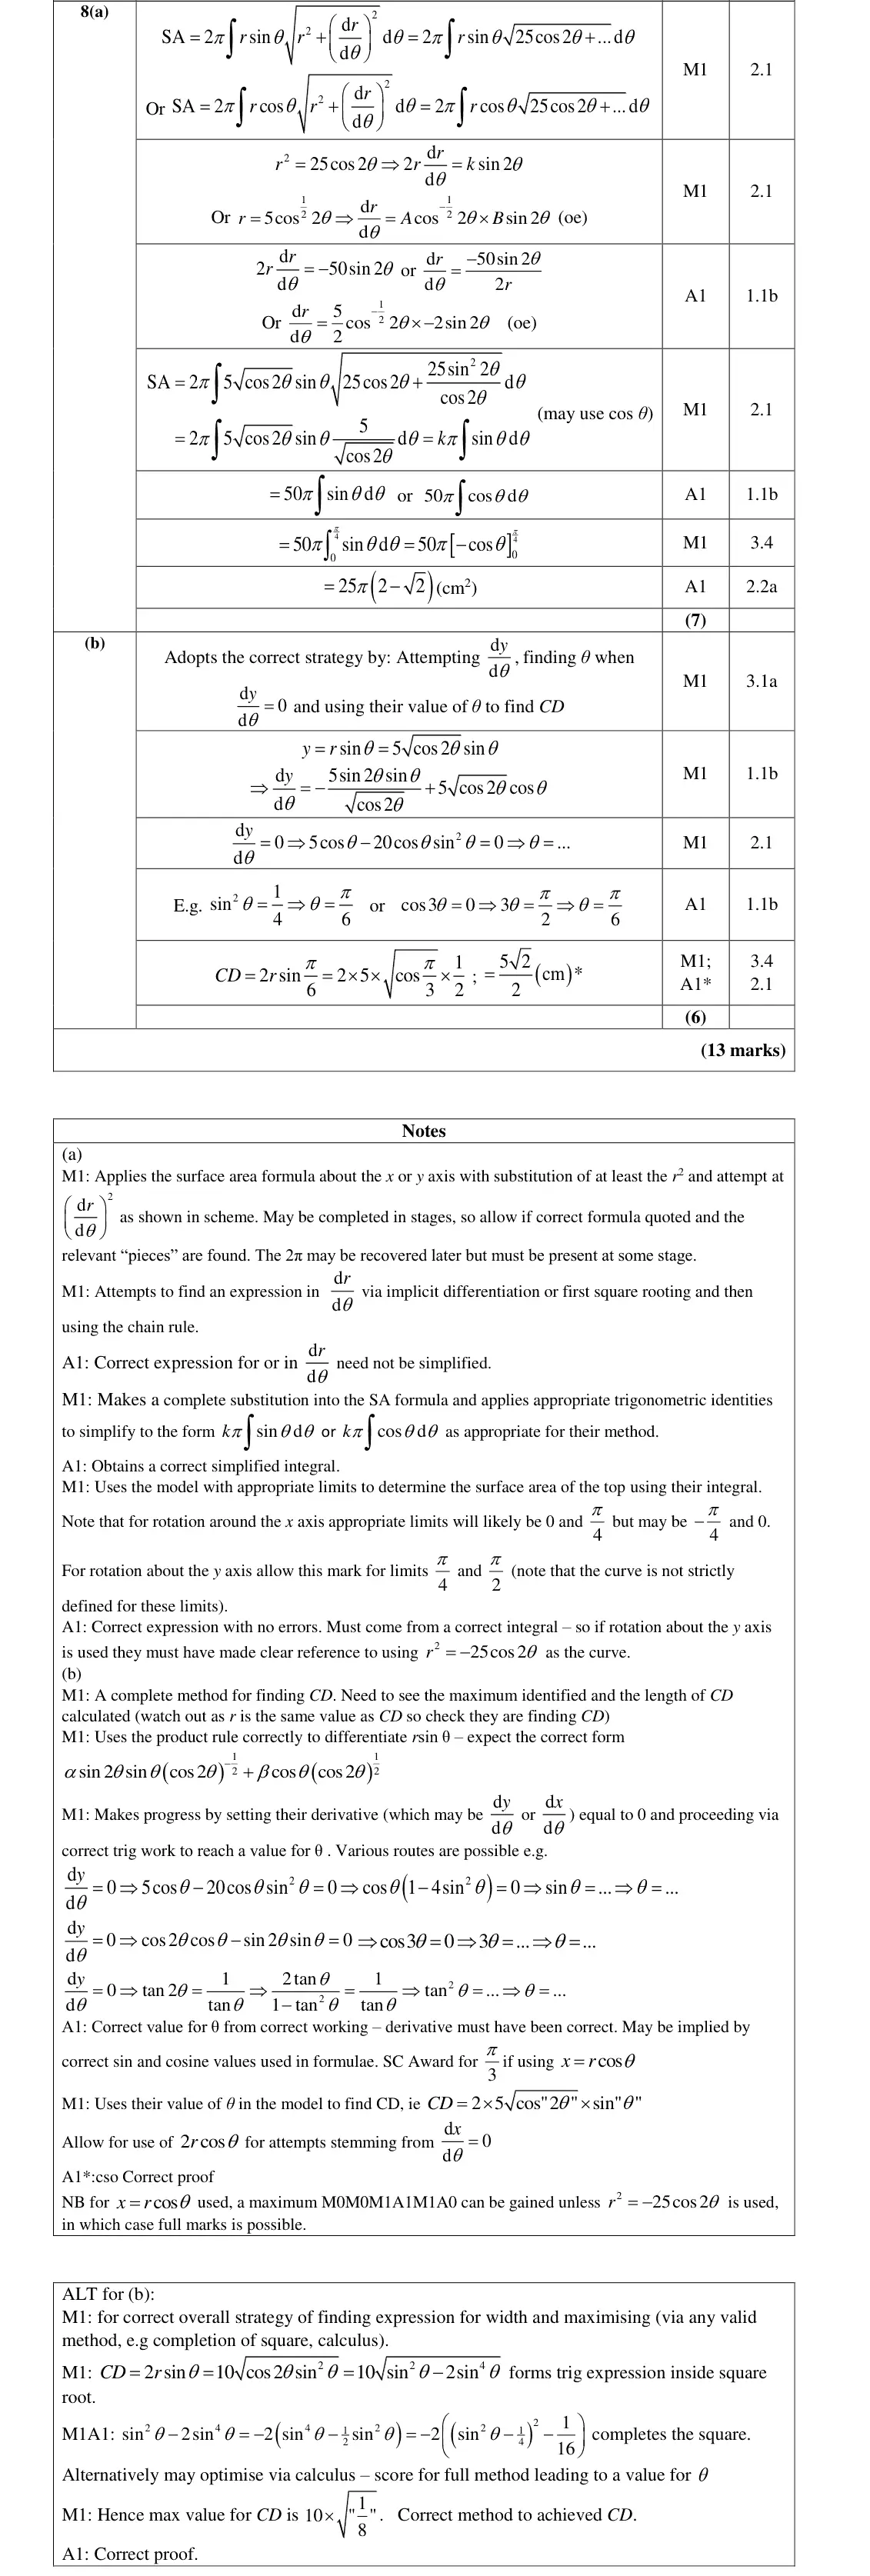 8(a)
SA = 2π∫ r sin θ √(r² + (dr/dθ)²) dθ = 2π∫ r sin θ √(25cos 2θ + ...) dθ
Or SA = 2π∫ r cos θ √(r² + (dr/dθ)²) dθ = 2π∫ r cos θ √(25cos 2θ + ...) dθ
M1 2.1
r² = 25cos 2θ ⇒ 2r dr/dθ = k sin 2θ
Or r = 5cos^(1/2) 2θ ⇒ dr/dθ = A cos^(-1/2) 2θ × B sin 2θ (oe)
M1 2.1
2r dr/dθ = −50sin 2θ or dr/dθ = −50sin 2θ / 2r
Or dr/dθ = 5/2 cos^(-1/2) 2θ × −2sin 2θ (oe)
A1 1.1b
SA = 2π∫ 5√(cos 2θ) sin θ √(25cos 2θ + 25sin² 2θ / cos 2θ) dθ
= 2π∫ 5√(cos 2θ) sin θ 5/√(cos 2θ) dθ = kπ∫ sin θ dθ
(may use cos θ)
M1 2.1
= 50π∫ sin θ dθ or 50π∫ cos θ dθ
A1 1.1b
= 50π∫₀^(π/4) sin θ dθ = 50π[−cos θ]₀^(π/4)
M1 3.4
= 25π(2 − √2)(cm²)
A1 2.2a
(7)
(b)
Adopts the correct strategy by: Attempting dy/dθ, finding θ when
dy/dθ = 0 and using their value of θ to find CD
M1 3.1a
y = r sin θ = 5√(cos 2θ) sin θ
⇒ dy/dθ = − 5sin 2θ sin θ / √(cos 2θ) + 5√(cos 2θ) cos θ
M1 1.1b
dy/dθ = 0 ⇒ 5cos θ − 20cos θ sin² θ = 0 ⇒ θ = ...
M1 2.1
E.g. sin² θ = 1/4 ⇒ θ = π/6 or cos 3θ = 0 ⇒ 3θ = π/2 ⇒ θ = π/6
A1 1.1b
CD = 2r sin π/6 = 2 × 5 × √(cos π/3) × 1/2 ; = 5√2/2 (cm)*
M1; 3.4
A1* 2.1
(6)
(13 marks)
Notes
(a)
M1: Applies the surface area formula about the x or y axis with substitution of at least the r² and attempt at
(dr/dθ)² as shown in scheme. May be completed in stages, so allow if correct formula quoted and the
relevant “pieces” are found. The 2π may be recovered later but must be present at some stage.
M1: Attempts to find an expression in dr/dθ via implicit differentiation or first square rooting and then
using the chain rule.
A1: Correct expression for or in dr/dθ need not be simplified.
M1: Makes a complete substitution into the SA formula and applies appropriate trigonometric identities
to simplify to the form kπ∫ sin θ dθ or kπ∫ cos θ dθ as appropriate for their method.
A1: Obtains a correct simplified integral.
M1: Uses the model with appropriate limits to determine the surface area of the top using their integral.
Note that for rotation around the x axis appropriate limits will likely be 0 and π/4 but may be −π/4 and 0.
For rotation about the y axis allow this mark for limits π/4 and π/2 (note that the curve is not strictly
defined for these limits).
A1: Correct expression with no errors. Must come from a correct integral – so if rotation about the y axis
is used they must have made clear reference to using r² = −25cos 2θ as the curve.
(b)
M1: A complete method for finding CD. Need to see the maximum identified and the length of CD
calculated (watch out as r is the same value as CD so check they are finding CD)
M1: Uses the product rule correctly to differentiate rsin θ – expect the correct form
α sin 2θ sin θ (cos 2θ)^(-1/2) + β cos θ (cos 2θ)^(1/2)
M1: Makes progress by setting their derivative (which may be dy/dθ or dx/dθ) equal to 0 and proceeding via
correct trig work to reach a value for θ . Various routes are possible e.g.
dy/dθ = 0 ⇒ 5cos θ − 20cos θ sin² θ = 0 ⇒ cos θ(1 − 4sin² θ) = 0 ⇒ sin θ = ... ⇒ θ = ...
dy/dθ = 0 ⇒ cos 2θ cos θ − sin 2θ sin θ = 0 ⇒ cos 3θ = 0 ⇒ 3θ = ... ⇒ θ = ...
dy/dθ = 0 ⇒ tan 2θ = 1/tan θ ⇒ 2 tan θ / (1 − tan² θ) = 1/tan θ ⇒ tan² θ = ... ⇒ θ = ...
A1: Correct value for θ from correct working – derivative must have been correct. May be implied by
correct sin and cosine values used in formulae. SC Award for π/3 if using x = r cos θ
M1: Uses their value of θ in the model to find CD, ie CD = 2 × 5√(cos"2θ") × sin"θ"
Allow for use of 2r cos θ for attempts stemming from dx/dθ = 0
A1*:cso Correct proof
NB for x = r cos θ used, a maximum M0M0M1A1M1A0 can be gained unless r² = −25cos 2θ is used,
in which case full marks is possible.
ALT for (b):
M1: for correct overall strategy of finding expression for width and maximising (via any valid
method, e.g completion of square, calculus).
M1: CD = 2r sin θ = 10√(cos 2θ sin² θ) = 10√(sin² θ − 2sin⁴ θ) forms trig expression inside square
root.
M1A1: sin² θ − 2sin⁴ θ = −2(sin⁴ θ − ½ sin² θ) = −2((sin² θ − ¼)² − 1/16) completes the square.
Alternatively may optimise via calculus – score for full method leading to a value for θ
M1: Hence max value for CD is 10 × √("1/8"). Correct method to achieved CD.
A1: Correct proof.